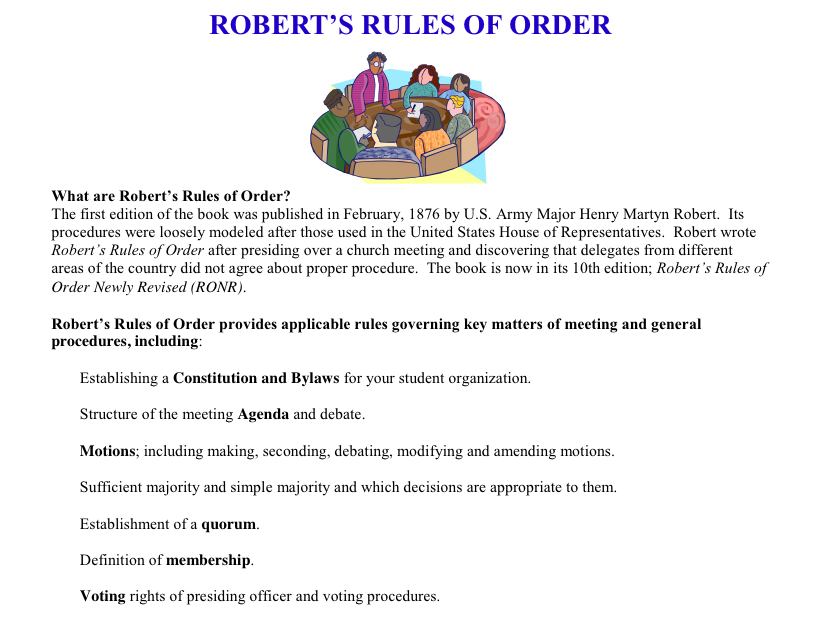 ROBERT’S RULES OF ORDER
What are Robert’s Rules of Order?
The first edition of the book was published in February, 1876 by U.S. Army Major Henry Martyn Robert.  Its
procedures were loosely modeled after those used in the United States House of Representatives.  Robert wrote
Robert’s Rules of Order after presiding over a church meeting and discovering that delegates from different
areas of the country did not agree about proper procedure.  The book is now in its 10th edition; Robert’s Rules of
Order Newly Revised (RONR).
Robert’s Rules of Order provides applicable rules governing key matters of meeting and general
procedures, including:
Establishing a Constitution and Bylaws for your student organization.
Structure of the meeting Agenda and debate.
Motions; including making, seconding, debating, modifying and amending motions.
Sufficient majority and simple majority and which decisions are appropriate to them.
Establishment of a quorum.
Definition of membership.
Voting rights of presiding officer and voting procedures.